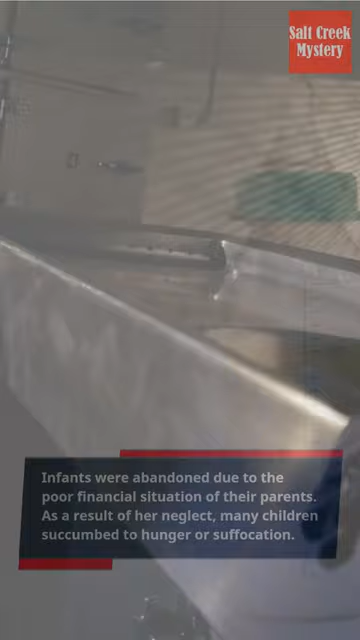 Salt Creek
Mystery
Infants were abandoned due to the
poor financial situation of their parents.
As a result of her neglect, many children
succumbed to hunger or suffocation.